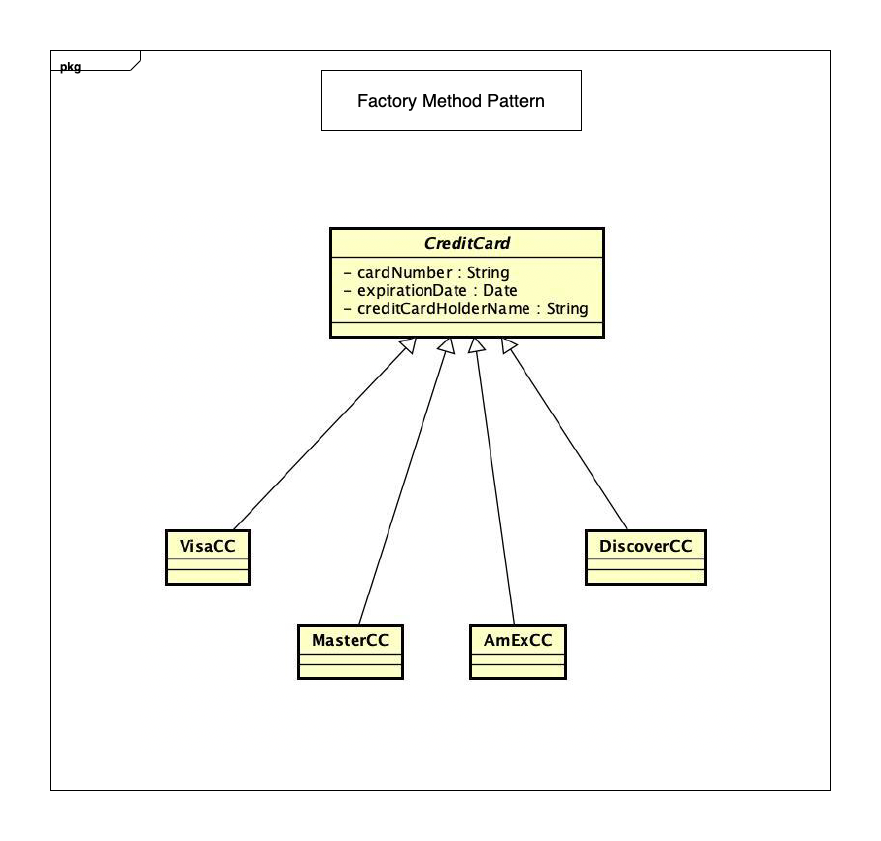 pkg
Factory Method Pattern
CreditCard
- cardNumber : String
- expirationDate : Date
- creditCardHolderName : String
VisaCC
DiscoverCC
MasterCC
AmExCC